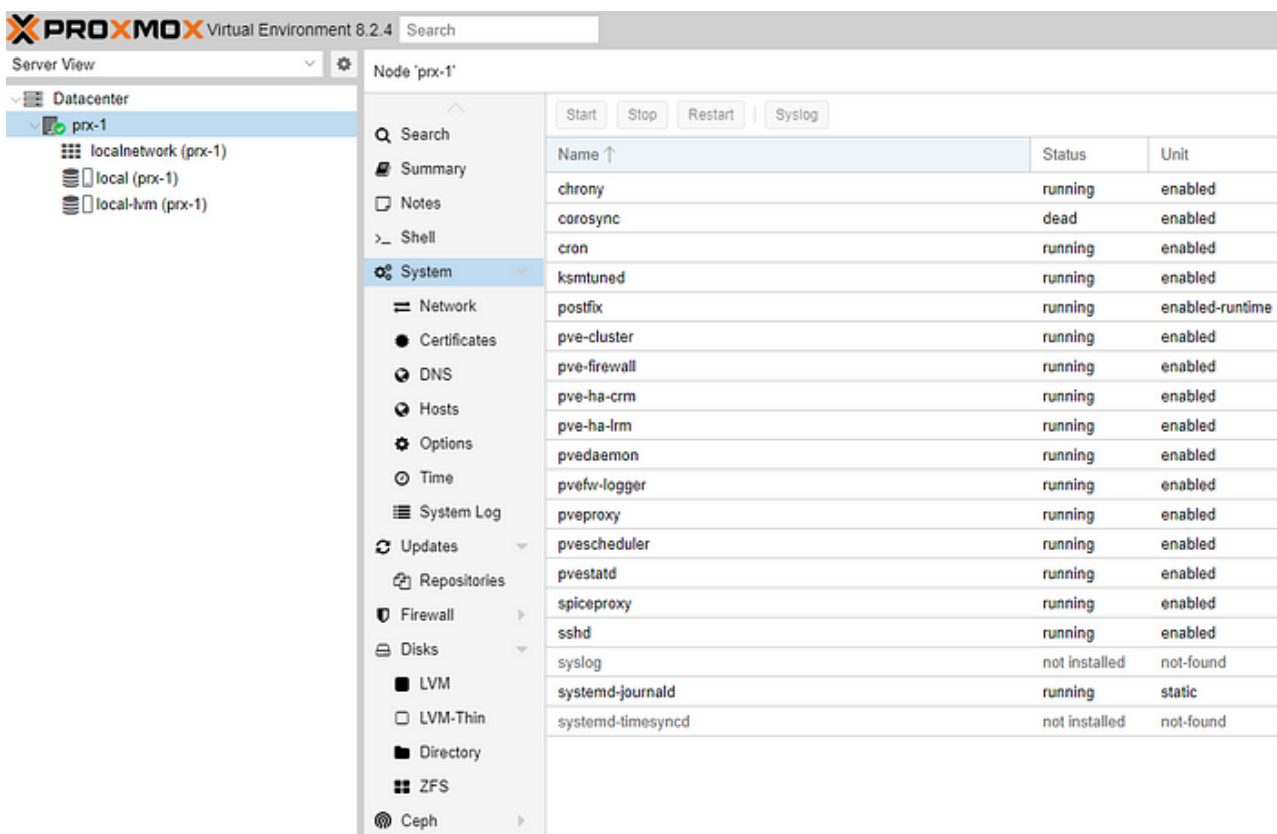 PROXMOX Virtual Environment 8.2.4 Search
Server View
Datacenter
prx-1
localnetwork (prx-1)
local (prx-1)
local-lvm (prx-1)
Node 'prx-1'
Search
Summary
Notes
>_ Shell
System
Network
Certificates
DNS
Hosts
Options
Time
System Log
Updates
Repositories
Firewall
Disks
LVM
LVM-Thin
Directory
ZFS
Ceph
Start Stop Restart Syslog
Name ↑ Status Unit
chrony running enabled
corosync dead enabled
cron running enabled
ksmtuned running enabled
postfix running enabled-runtime
pve-cluster running enabled
pve-firewall running enabled
pve-ha-crm running enabled
pve-ha-lrm running enabled
pvedaemon running enabled
pvefw-logger running enabled
pveproxy running enabled
pvescheduler running enabled
pvestatd running enabled
spiceproxy running enabled
sshd running enabled
syslog not installed not-found
systemd-journald running static
systemd-timesyncd not installed not-found